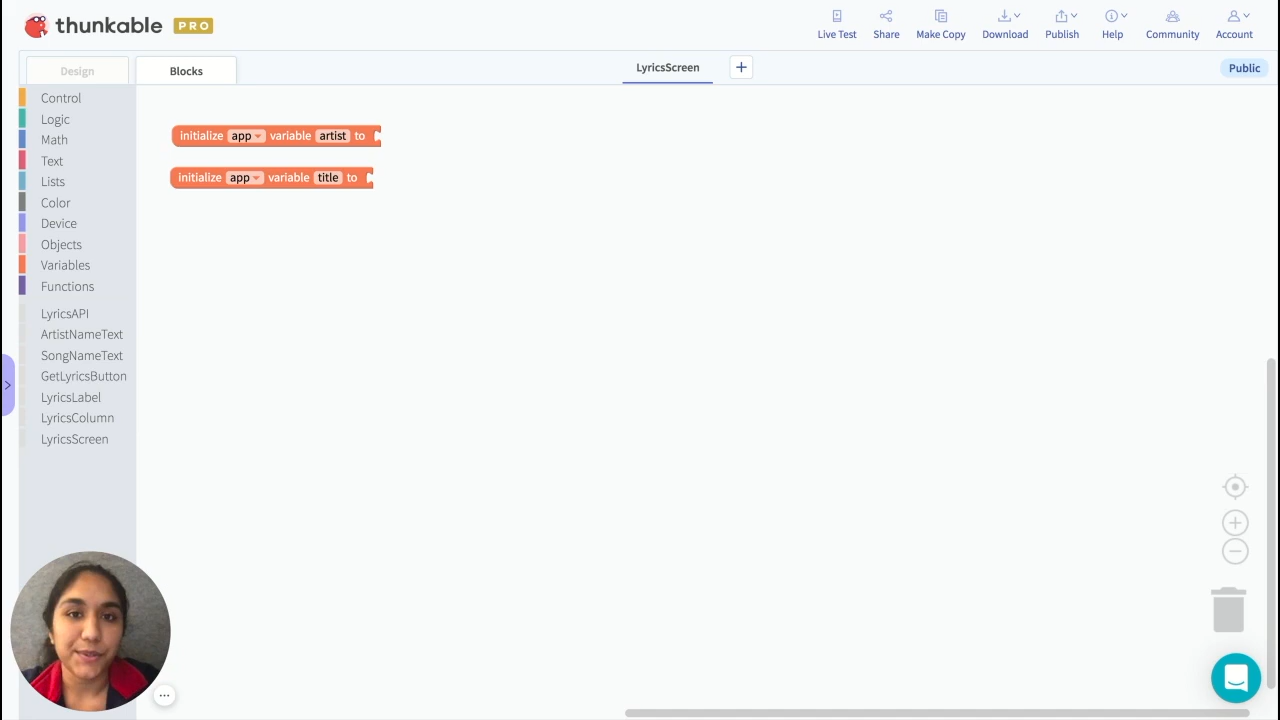 thunkable PRO
Live Test Share Make Copy Download Publish Help Community Account
Design Blocks LyricsScreen + Public
Control
Logic
Math
Text
Lists
Color
Device
Objects
Variables
Functions
LyricsAPI
ArtistNameText
SongNameText
GetLyricsButton
LyricsLabel
LyricsColumn
LyricsScreen
initialize app variable artist to
initialize app variable title to